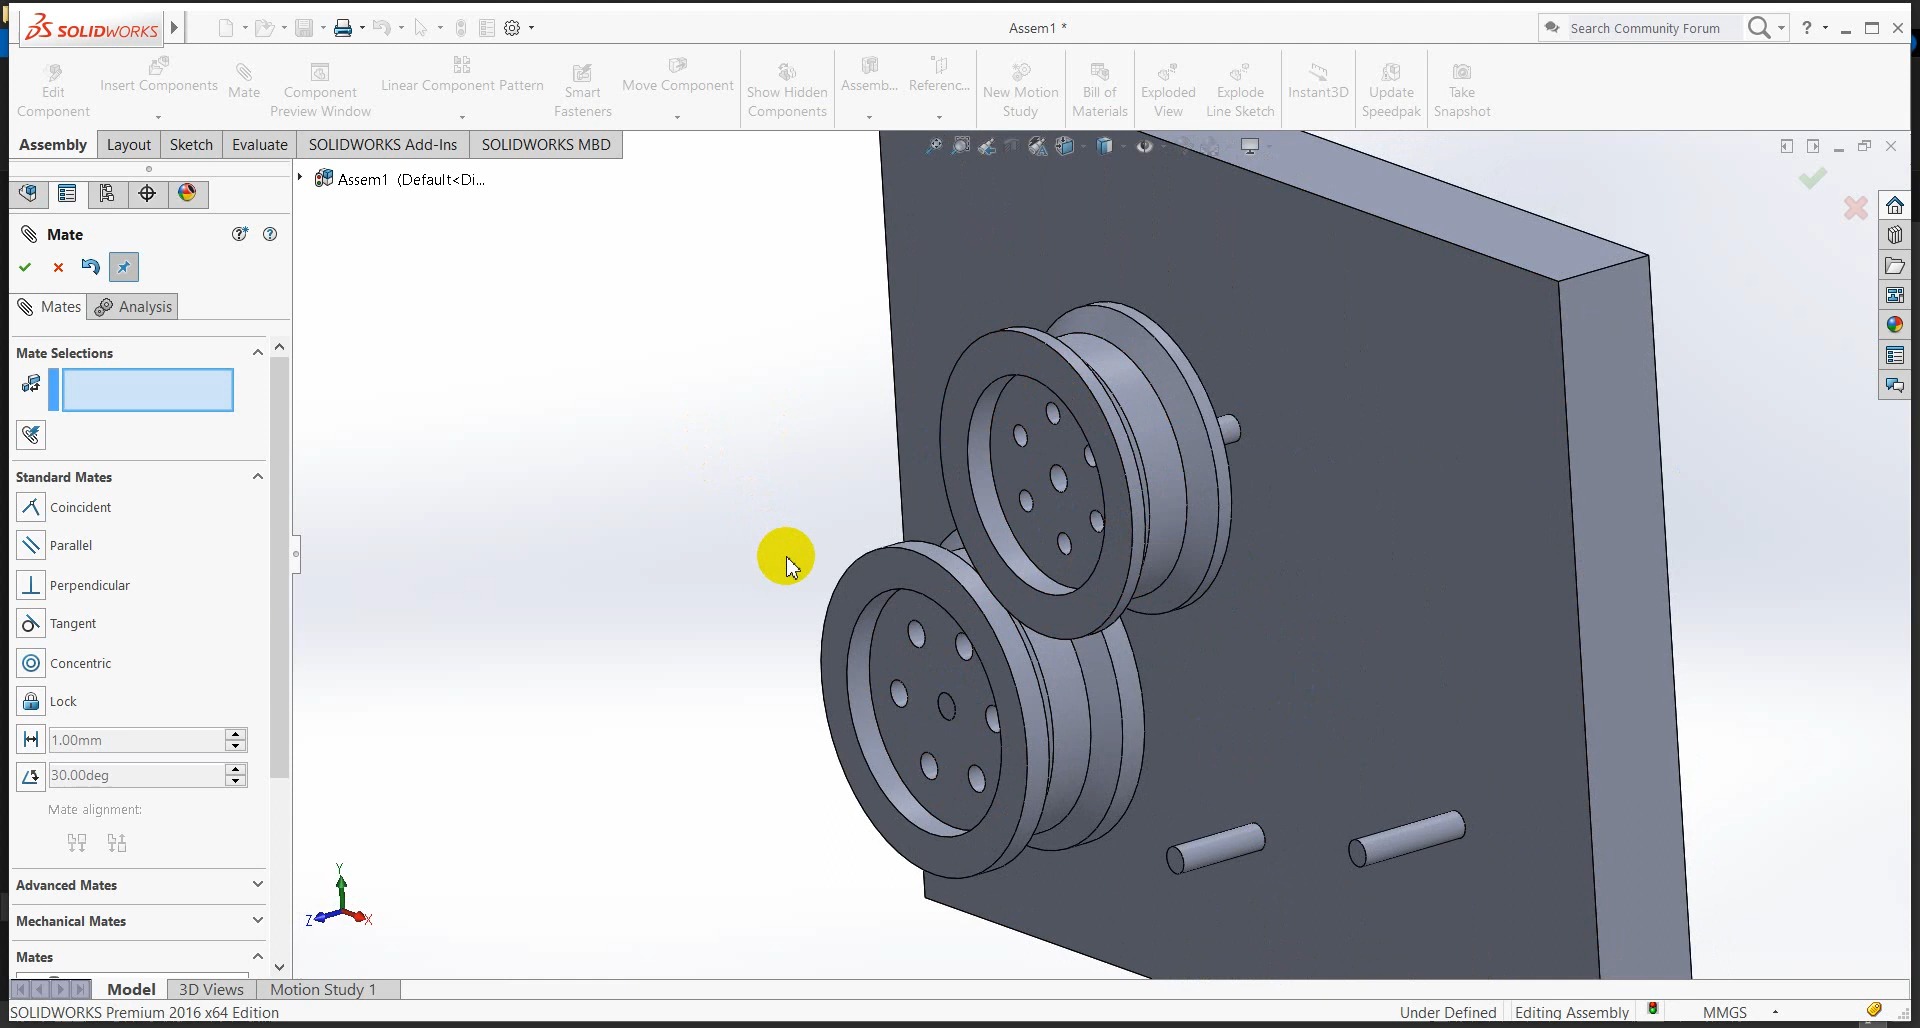 SOLIDWORKS
Assem1 *
Search Community Forum
?
Edit Component
Insert Components
Mate
Component Preview Window
Linear Component Pattern
Smart Fasteners
Move Component
Show Hidden Components
Assemb...
Referenc...
New Motion Study
Bill of Materials
Exploded View
Explode Line Sketch
Instant3D
Update Speedpak
Take Snapshot
Assembly
Layout
Sketch
Evaluate
SOLIDWORKS Add-Ins
SOLIDWORKS MBD
Assem1 (Default<Di...
Mate
Mates
Analysis
Mate Selections
Standard Mates
Coincident
Parallel
Perpendicular
Tangent
Concentric
Lock
1.00mm
30.00deg
Mate alignment:
Advanced Mates
Mechanical Mates
Mates
Y
Z
X
Model
3D Views
Motion Study 1
SOLIDWORKS Premium 2016 x64 Edition
Under Defined
Editing Assembly
MMGS